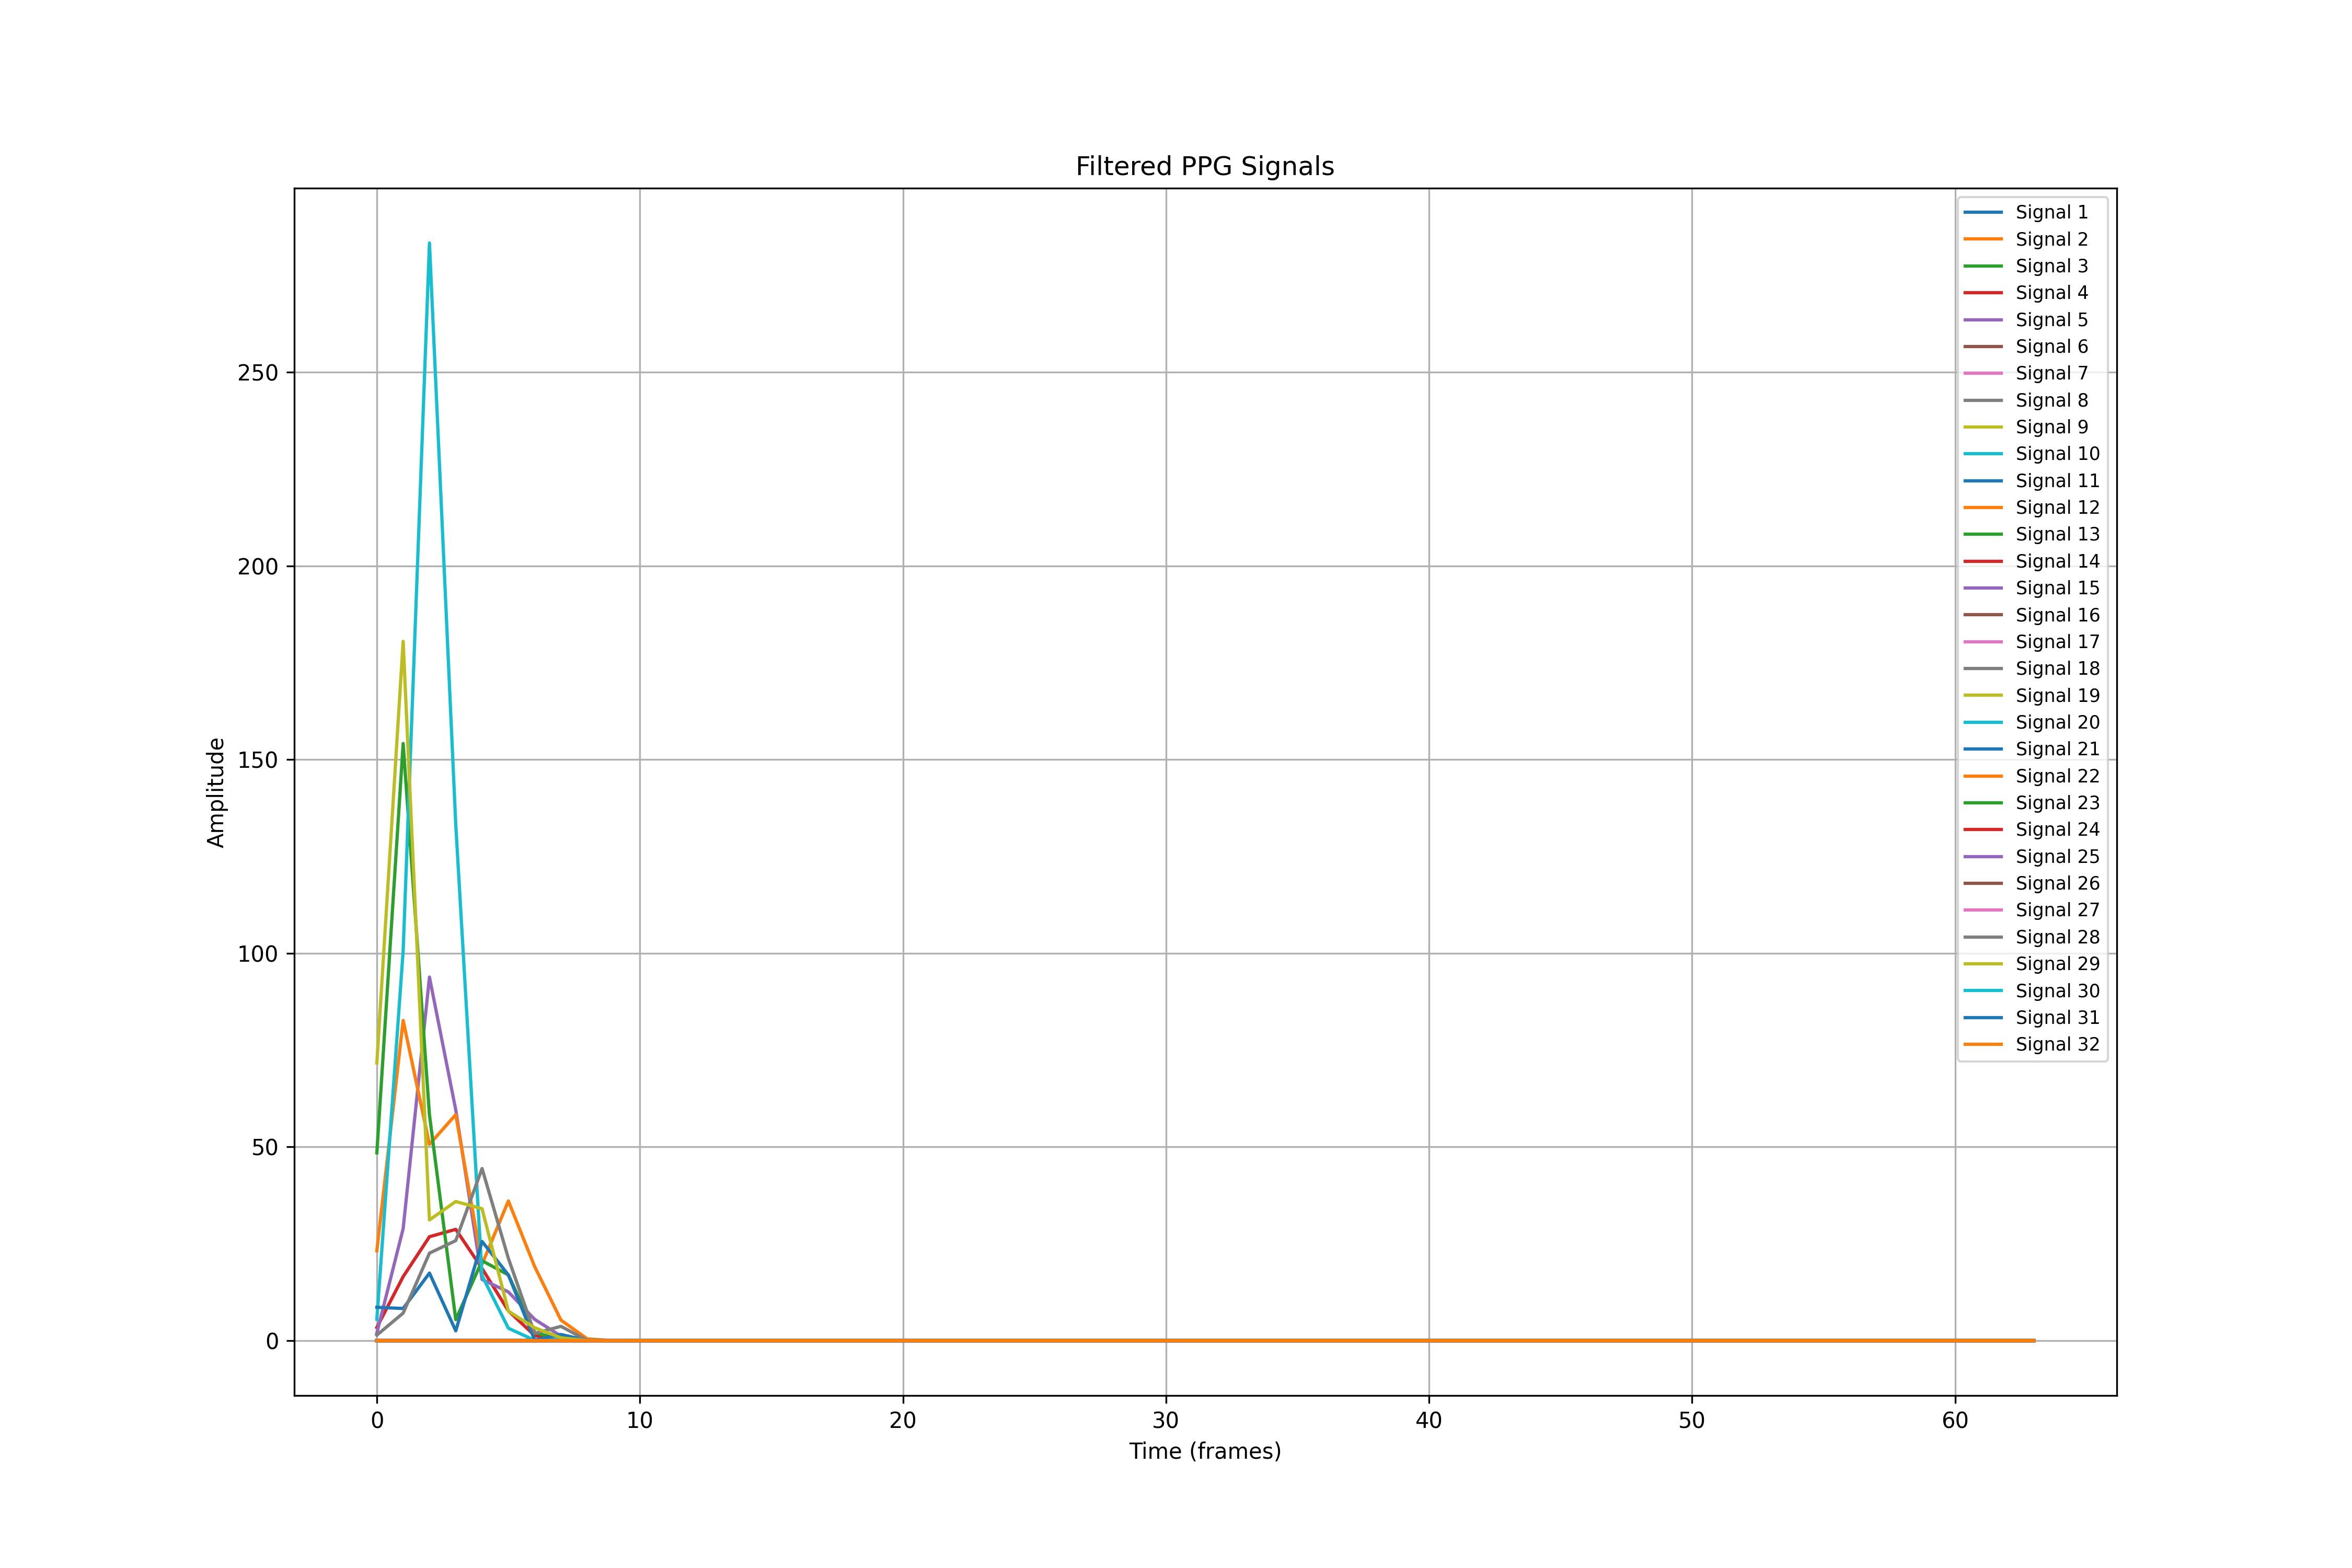 Filtered PPG Signals
Amplitude
250
200
150
100
50
0
0 10 20 30 40 50 60
Time (frames)
Signal 1
Signal 2
Signal 3
Signal 4
Signal 5
Signal 6
Signal 7
Signal 8
Signal 9
Signal 10
Signal 11
Signal 12
Signal 13
Signal 14
Signal 15
Signal 16
Signal 17
Signal 18
Signal 19
Signal 20
Signal 21
Signal 22
Signal 23
Signal 24
Signal 25
Signal 26
Signal 27
Signal 28
Signal 29
Signal 30
Signal 31
Signal 32